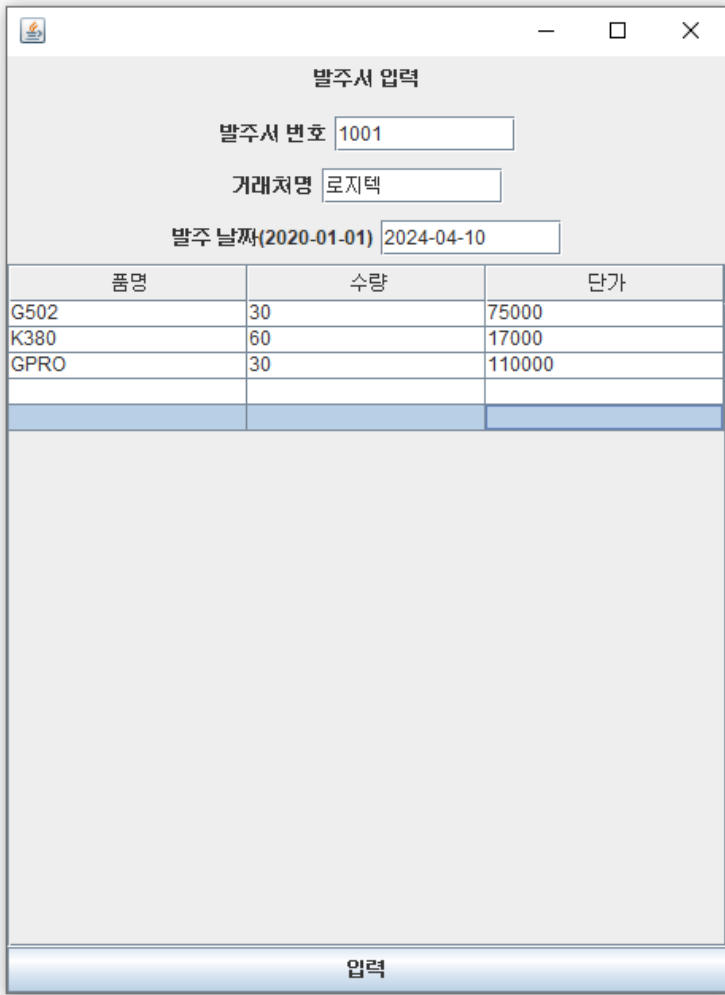 발주서 입력
발주서 번호 1001
거래처명 로지텍
발주 날짜(2020-01-01) 2024-04-10
품명 수량 단가
G502 30 75000
K380 60 17000
GPRO 30 110000
입력